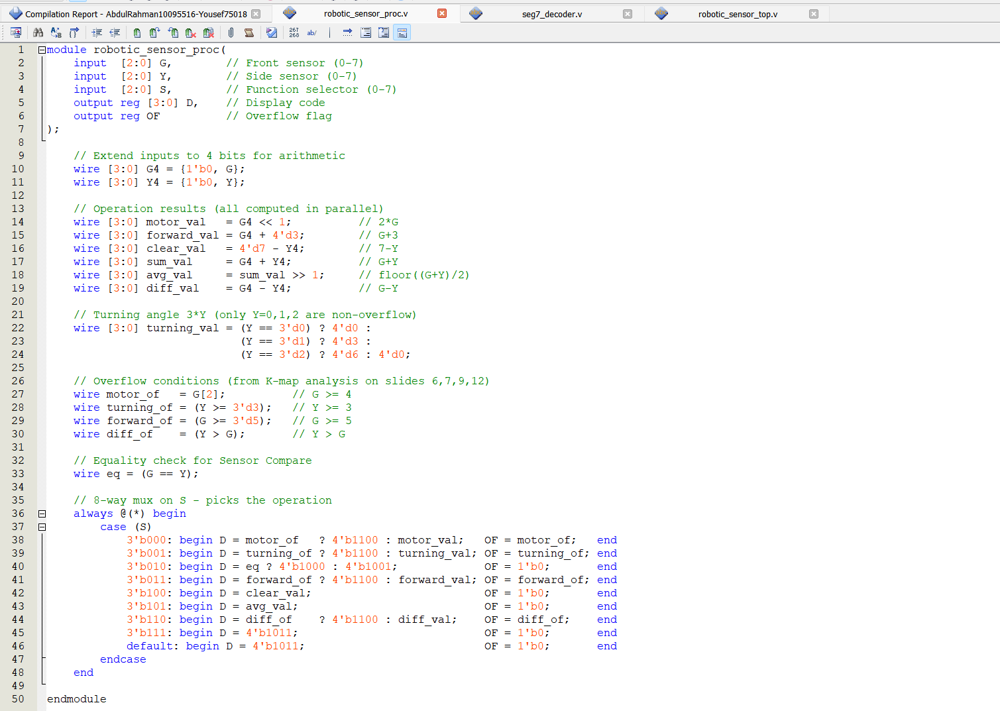 Compilation Report - AbdulRahman10095516-Yousef75018
robotic_sensor_proc.v
seg7_decoder.v
robotic_sensor_top.v
267
268
ab/
1 module robotic_sensor_proc(
2     input  [2:0] G,        // Front sensor (0-7)
3     input  [2:0] Y,        // Side sensor (0-7)
4     input  [2:0] S,        // Function selector (0-7)
5     output reg [3:0] D,    // Display code
6     output reg OF          // Overflow flag
7 );
8
9     // Extend inputs to 4 bits for arithmetic
10     wire [3:0] G4 = {1'b0, G};
11     wire [3:0] Y4 = {1'b0, Y};
12
13     // Operation results (all computed in parallel)
14     wire [3:0] motor_val   = G4 << 1;          // 2*G
15     wire [3:0] forward_val = G4 + 4'd3;        // G+3
16     wire [3:0] clear_val   = 4'd7 - Y4;        // 7-Y
17     wire [3:0] sum_val     = G4 + Y4;          // G+Y
18     wire [3:0] avg_val     = sum_val >> 1;     // floor((G+Y)/2)
19     wire [3:0] diff_val    = G4 - Y4;          // G-Y
20
21     // Turning angle 3*Y (only Y=0,1,2 are non-overflow)
22     wire [3:0] turning_val = (Y == 3'd0) ? 4'd0 :
23                              (Y == 3'd1) ? 4'd3 :
24                              (Y == 3'd2) ? 4'd6 : 4'd0;
25
26     // Overflow conditions (from K-map analysis on slides 6,7,9,12)
27     wire motor_of   = G[2];          // G >= 4
28     wire turning_of = (Y >= 3'd3);   // Y >= 3
29     wire forward_of = (G >= 3'd5);   // G >= 5
30     wire diff_of    = (Y > G);       // Y > G
31
32     // Equality check for Sensor Compare
33     wire eq = (G == Y);
34
35     // 8-way mux on S - picks the operation
36     always @(*) begin
37         case (S)
38             3'b000: begin D = motor_of   ? 4'b1100 : motor_val;   OF = motor_of;   end
39             3'b001: begin D = turning_of ? 4'b1100 : turning_val; OF = turning_of; end
40             3'b010: begin D = eq ? 4'b1000 : 4'b1001;             OF = 1'b0;       end
41             3'b011: begin D = forward_of ? 4'b1100 : forward_val; OF = forward_of; end
42             3'b100: begin D = clear_val;                          OF = 1'b0;       end
43             3'b101: begin D = avg_val;                            OF = 1'b0;       end
44             3'b110: begin D = diff_of    ? 4'b1100 : diff_val;    OF = diff_of;    end
45             3'b111: begin D = 4'b1011;                            OF = 1'b0;       end
46             default: begin D = 4'b1011;                           OF = 1'b0;       end
47         endcase
48     end
49
50 endmodule